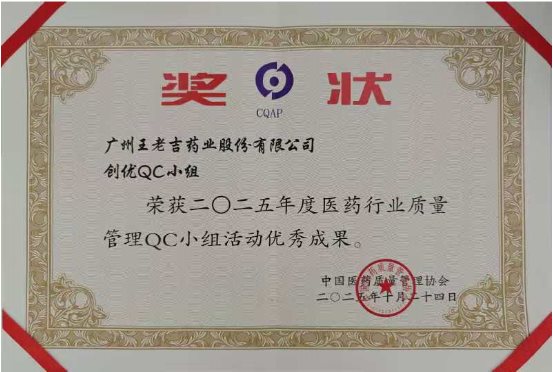 奖 状
CQAP
广州王老吉药业股份有限公司
创优QC小组
荣获二〇二五年度医药行业质量
管理QC小组活动优秀成果。
中国医药质量管理协会
二〇二五年十月二十四日